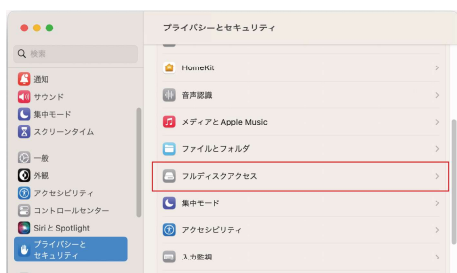 プライバシーとセキュリティ
検索
通知
サウンド
集中モード
スクリーンタイム
一般
外観
アクセシビリティ
コントロールセンター
Siri と Spotlight
プライバシーと
セキュリティ
HomeKit
音声認識
メディアと Apple Music
ファイルとフォルダ
フルディスクアクセス
集中モード
アクセシビリティ
入力監視